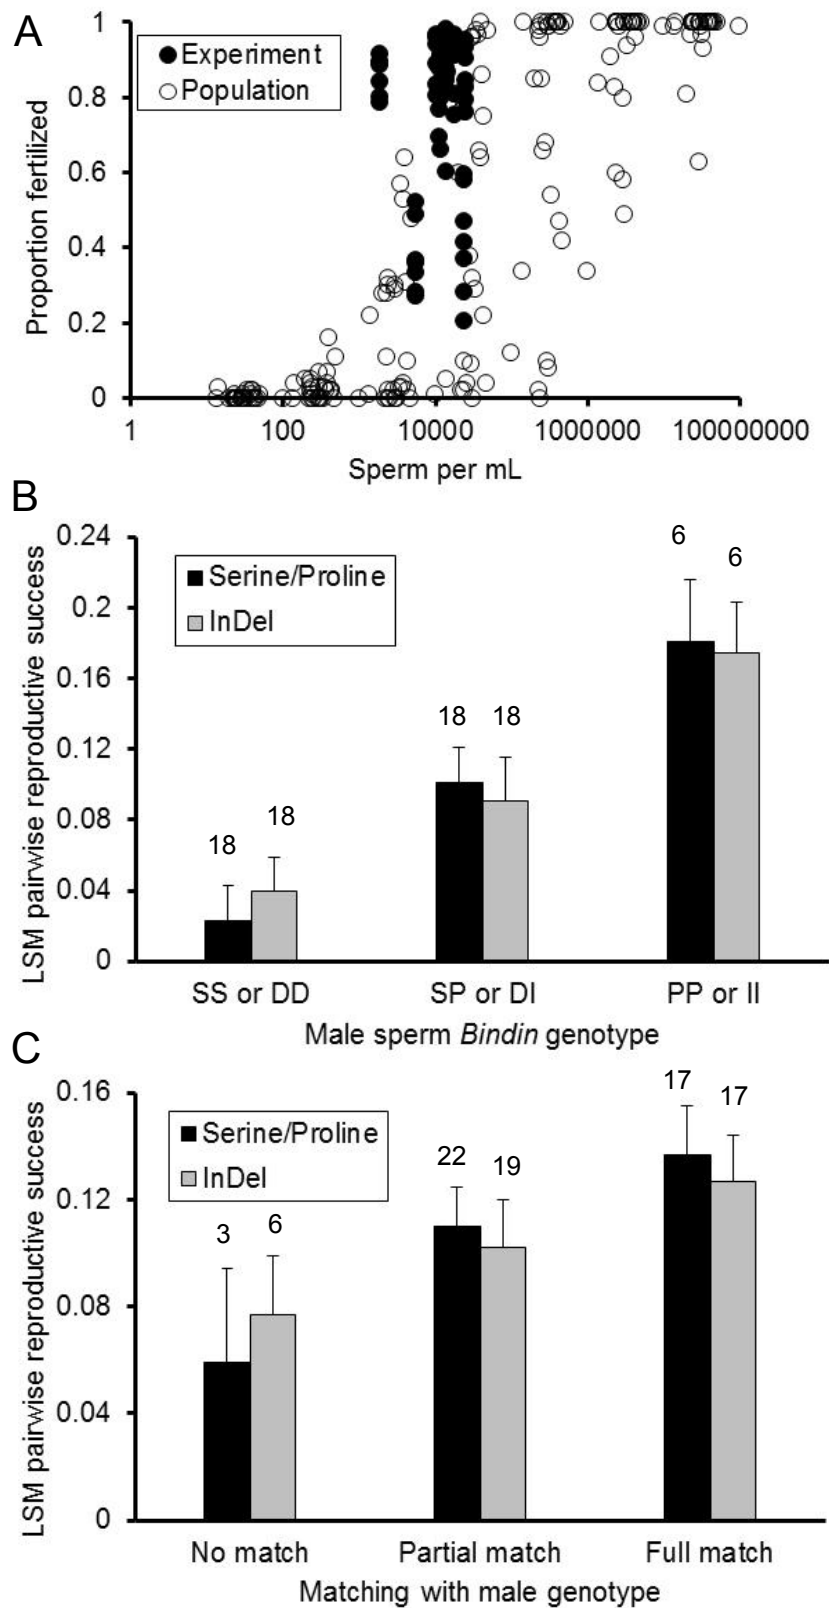 A
Experiment
Population
Proportion fertilized
1
0.8
0.6
0.4
0.2
0
1 100 10000 1000000 100000000
Sperm per mL
B
LSM pairwise reproductive success
0.24
0.2
0.16
0.12
0.08
0.04
0
Serine/Proline
InDel
18 18 18 18 6 6
SS or DD SP or DI PP or II
Male sperm Bindin genotype
C
LSM pairwise reproductive success
0.16
0.12
0.08
0.04
0
Serine/Proline
InDel
3 6 22 19 17 17
No match Partial match Full match
Matching with male genotype